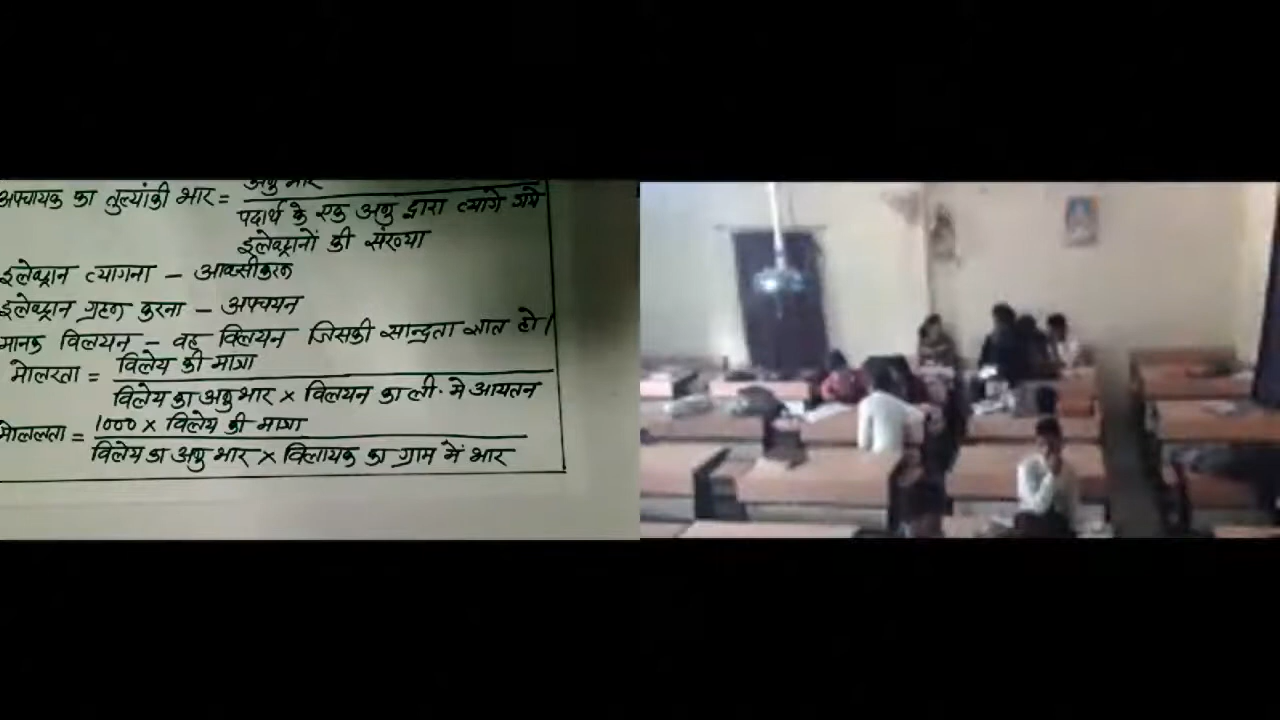 अणु भार
अपचायक का तुल्यांकी भार =
पदार्थ के एक अणु द्वारा त्यागे गये
इलेक्ट्रानों की संख्या
इलेक्ट्रान त्यागना – आक्सीकरण
इलेक्ट्रान ग्रहण करना – अपचयन
मानक विलयन – वह विलयन जिसकी सान्द्रता ज्ञात हो।
मोलरता = विलेय की मात्रा
विलेय का अणु भार × विलयन का ली. मे आयतन
मोललता = 1000 × विलेय की मात्रा
विलेय का अणु भार × विलायक का ग्राम में भार